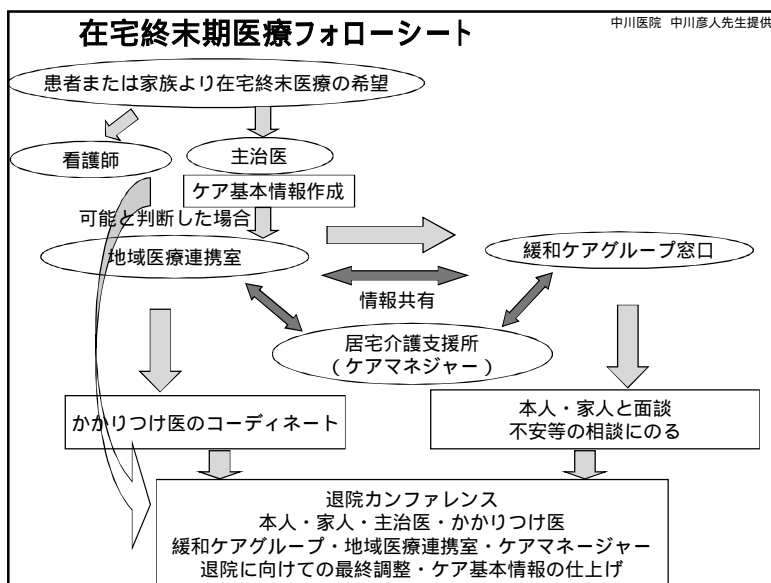 在宅終末期医療フォローシート
中川医院 中川彦人先生提供
患者または家族より在宅終末医療の希望
看護師
主治医
ケア基本情報作成
可能と判断した場合
地域医療連携室
緩和ケアグループ窓口
情報共有
居宅介護支援所
（ケアマネジャー）
かかりつけ医のコーディネート
本人・家人と面談
不安等の相談にのる
退院カンファレンス
本人・家人・主治医・かかりつけ医
緩和ケアグループ・地域医療連携室・ケアマネージャー
退院に向けての最終調整・ケア基本情報の仕上げ